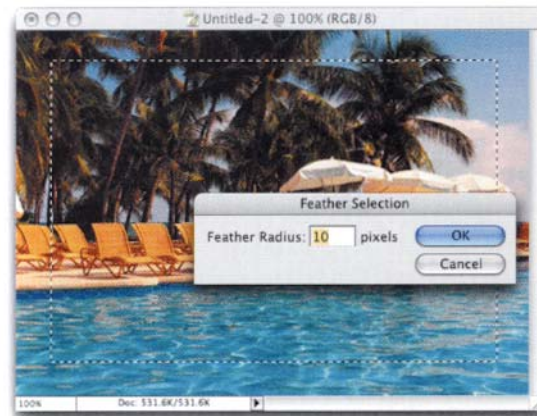 Untitled-2 @ 100% (RGB/8)
Feather Selection
Feather Radius: 10 pixels
OK
Cancel
100%
Doc: 531.6K/531.6K